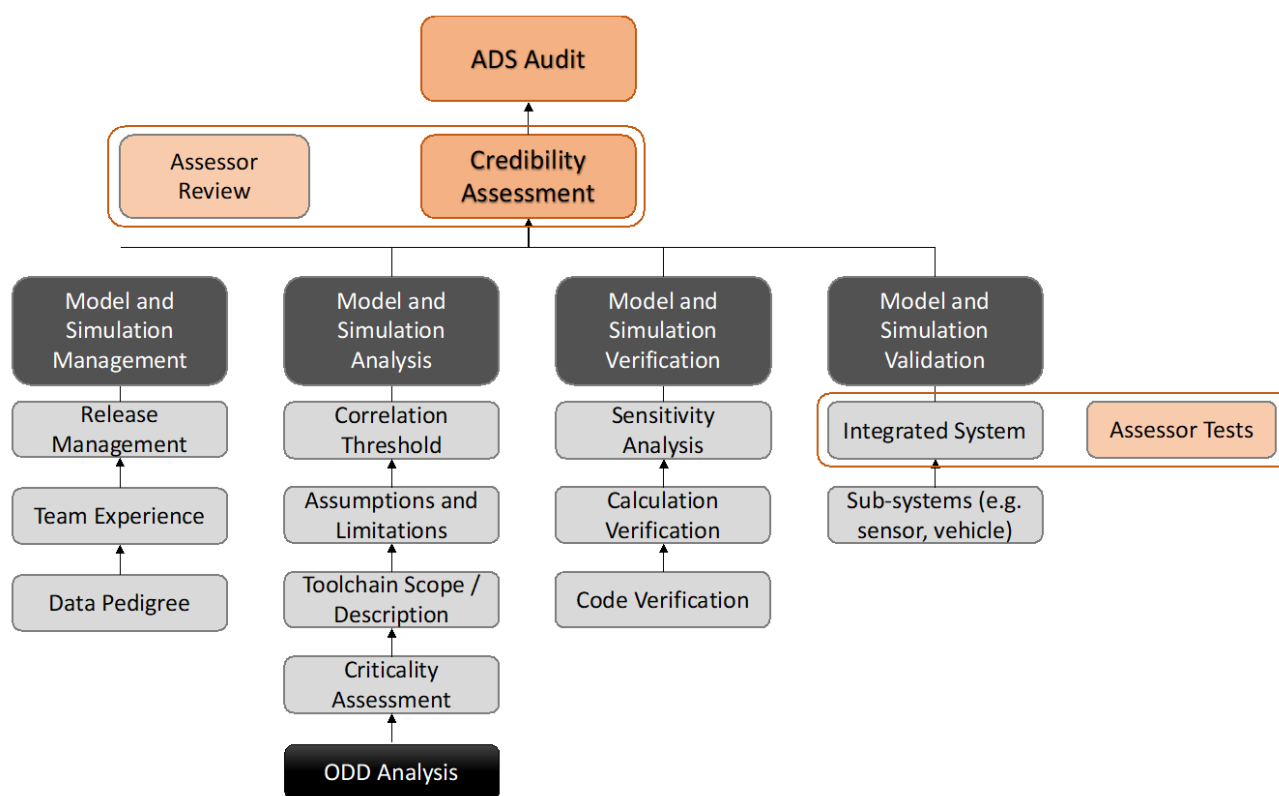 ADS Audit
Assessor
Review
Credibility
Assessment
Model and
Simulation
Management
Model and
Simulation
Analysis
Model and
Simulation
Verification
Model and
Simulation
Validation
Release
Management
Correlation
Threshold
Sensitivity
Analysis
Integrated System
Assessor Tests
Team Experience
Assumptions and
Limitations
Calculation
Verification
Sub-systems (e.g.
sensor, vehicle)
Data Pedigree
Toolchain Scope /
Description
Code Verification
Criticality
Assessment
ODD Analysis